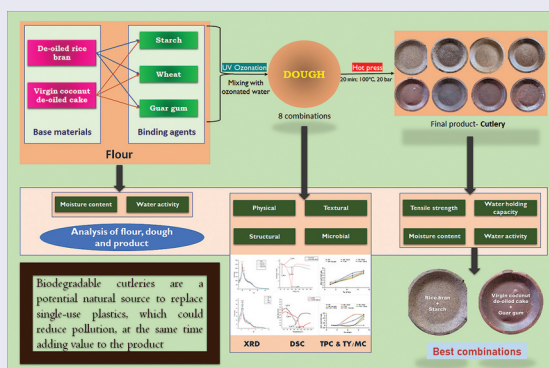 De-oiled rice
bran
Virgin coconut
de-oiled cake
Base materials
Starch
Wheat
Guar gum
Binding agents
Flour
UV Ozonation
Mixing with
ozonated water
DOUGH
8 combinations
Hot press
20 min; 100°C, 20 bar
Final product- Cutlery
Moisture content
Water activity
Analysis of flour, dough
and product
Physical
Textural
Structural
Microbial
XRD
DSC
TPC & TY/MC
Tensile strength
Water holding
capacity
Moisture content
Water activity
Biodegradable cutleries are a
potential natural source to replace
single-use plastics, which could
reduce pollution, at the same time
adding value to the product
Rice bran
+
Starch
Virgin coconut
de-oiled cake
+
Guar gum
Best combinations